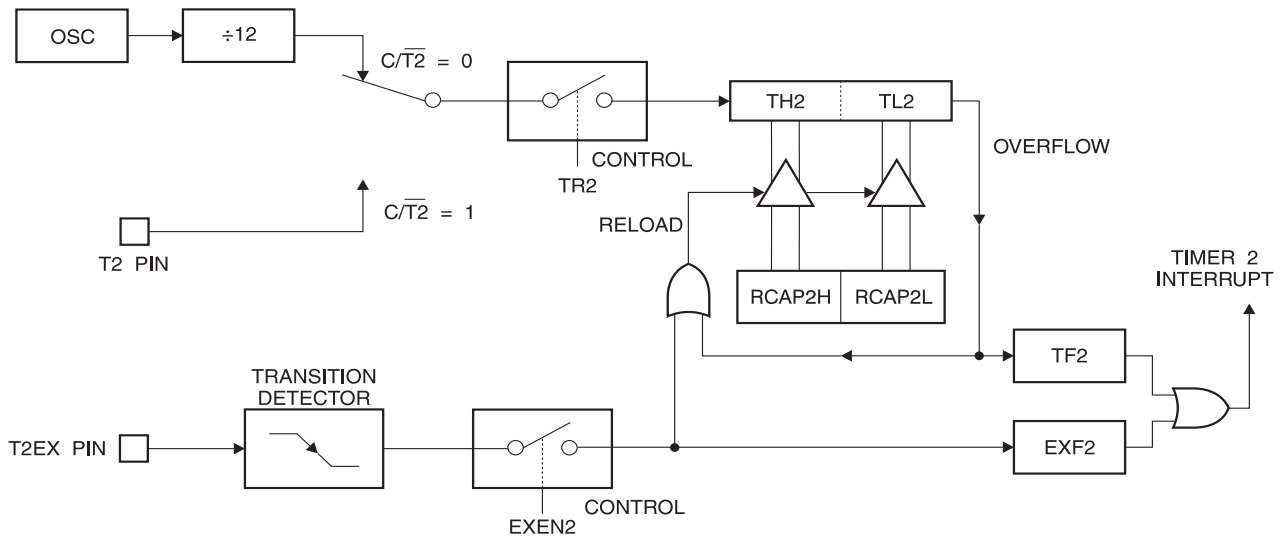 OSC
÷12
C/T2̅ = 0
TH2
TL2
OVERFLOW
CONTROL
TR2
C/T2̅ = 1
RELOAD
T2 PIN
TIMER 2
INTERRUPT
RCAP2H
RCAP2L
TF2
TRANSITION
DETECTOR
T2EX PIN
EXF2
CONTROL
EXEN2